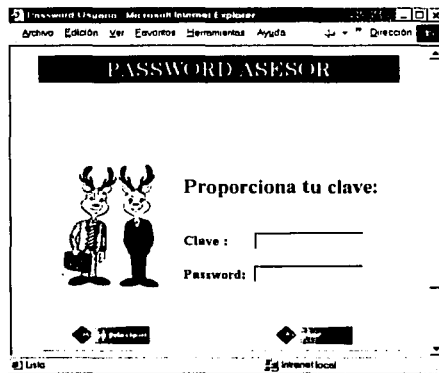 Password Usuario - Microsoft Internet Explorer
Archivo Edición Ver Favoritos Herramientas Ayuda » Dirección
PASSWORD ASESOR
Proporciona tu clave:
Clave :
Password:
Listo Intranet local